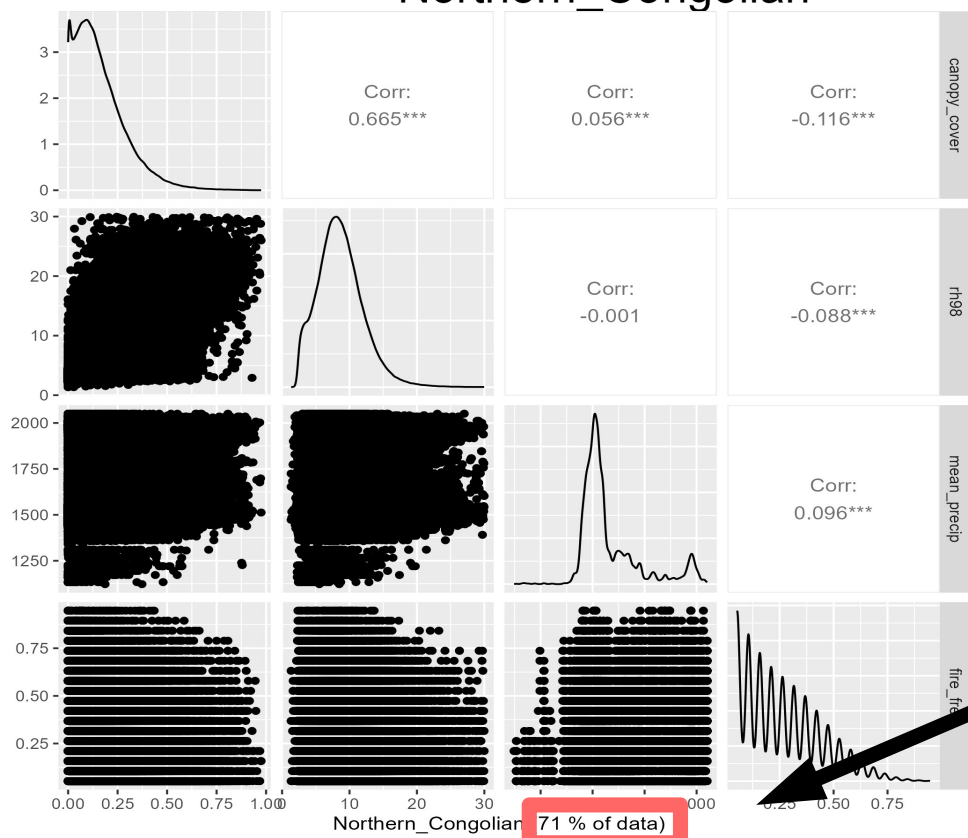 Northern_Congolian
3
2
1
0
Corr:
0.665***
Corr:
0.056***
Corr:
-0.116***
canopy_cover
30
20
10
0
Corr:
-0.001
Corr:
-0.088***
rh98
2000
1750
1500
1250
Corr:
0.096***
mean_precip
0.75
0.50
0.25
fire_fre
0.00 0.25 0.50 0.75 1.00
0 10 20 30
000
0.25 0.50 0.75
Northern_Congolian 71 % of data)